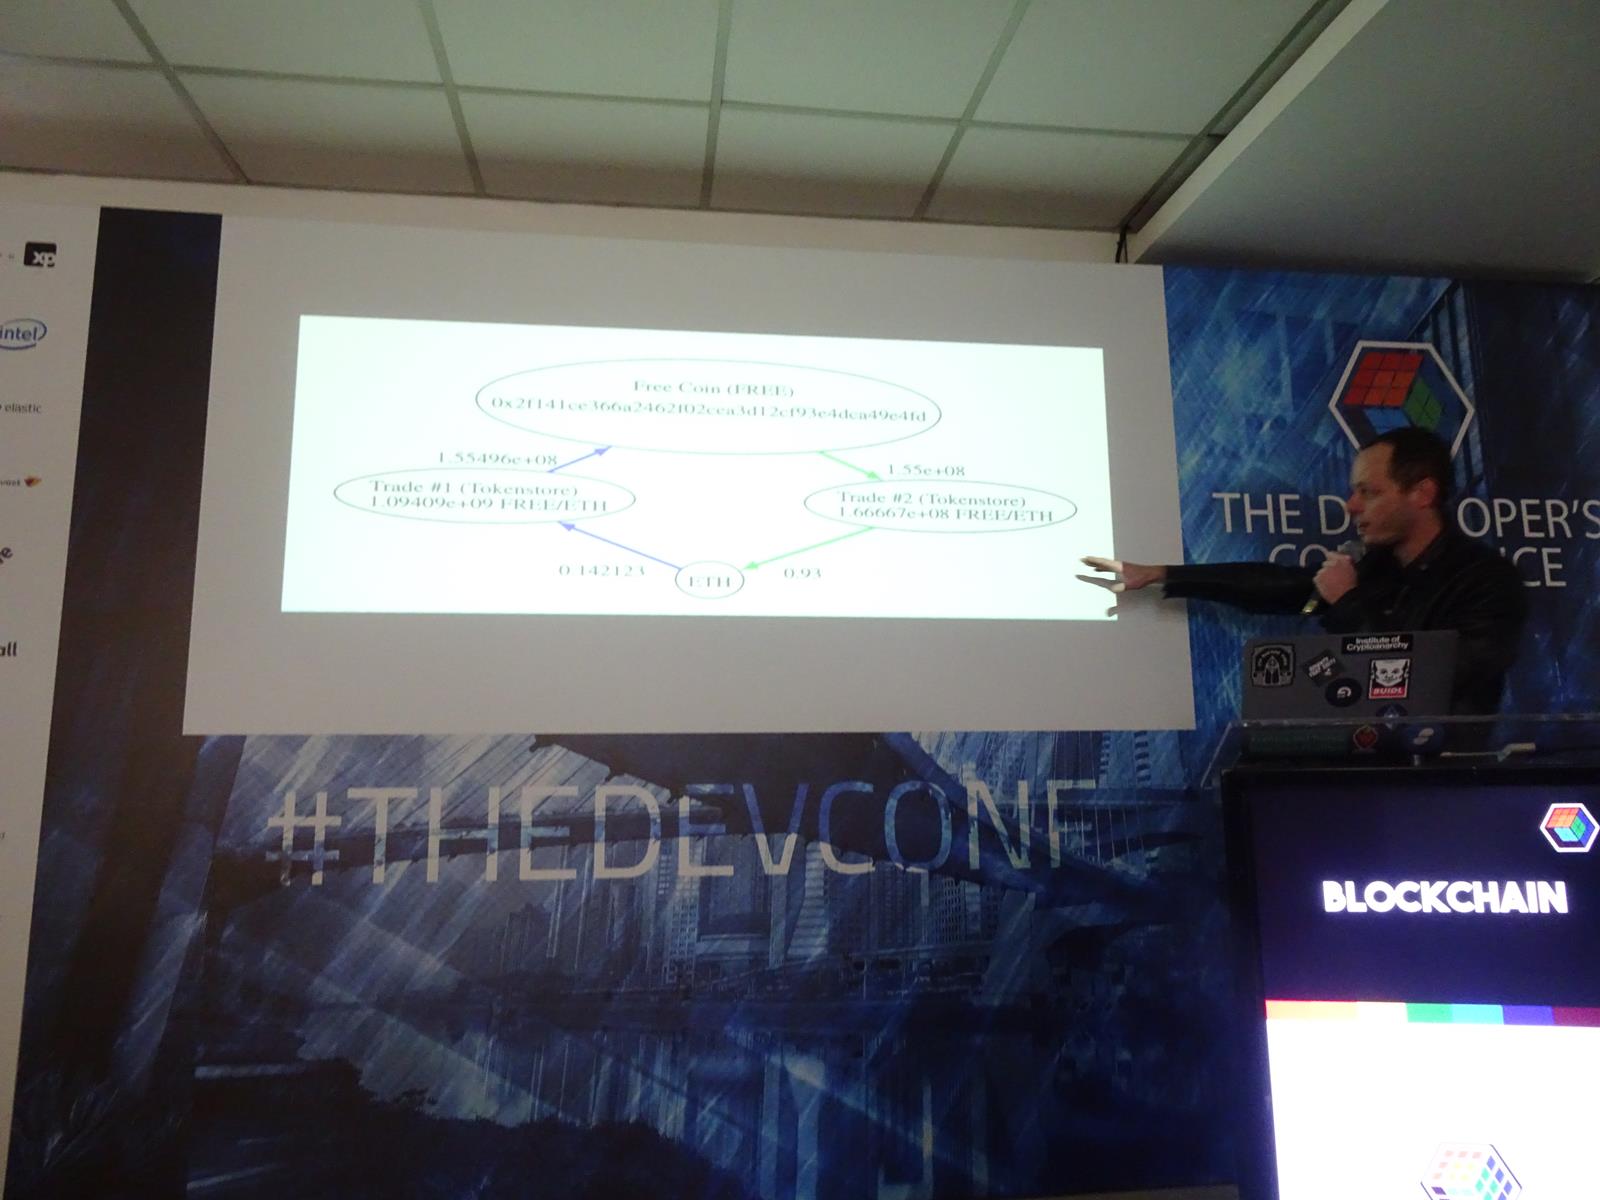 xp
intel
elastic
all
Free Coin (FREE)
0x2f141ce366a2462f02cea3d12cf93e4dca49e4fd
1.55496e+08
1.55e+08
Trade #1 (Tokenstore)
1.09409e+09 FREE/ETH
Trade #2 (Tokenstore)
1.66667e+08 FREE/ETH
0.142123
ETH
0.93
THE D OPER'S
CO CE
Institute of
Cryptoanarchy
BUIDL
#THEDEVCONF
BLOCKCHAIN